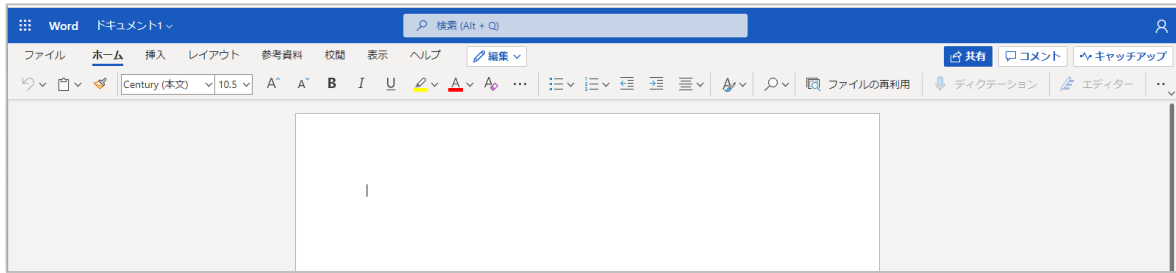 Word ドキュメント1 検索 (Alt + Q)
ファイル ホーム 挿入 レイアウト 参考資料 校閲 表示 ヘルプ 編集 共有 コメント キャッチアップ
Century (本文) 10.5 A A B I U A A ファイルの再利用 ディクテーション エディター